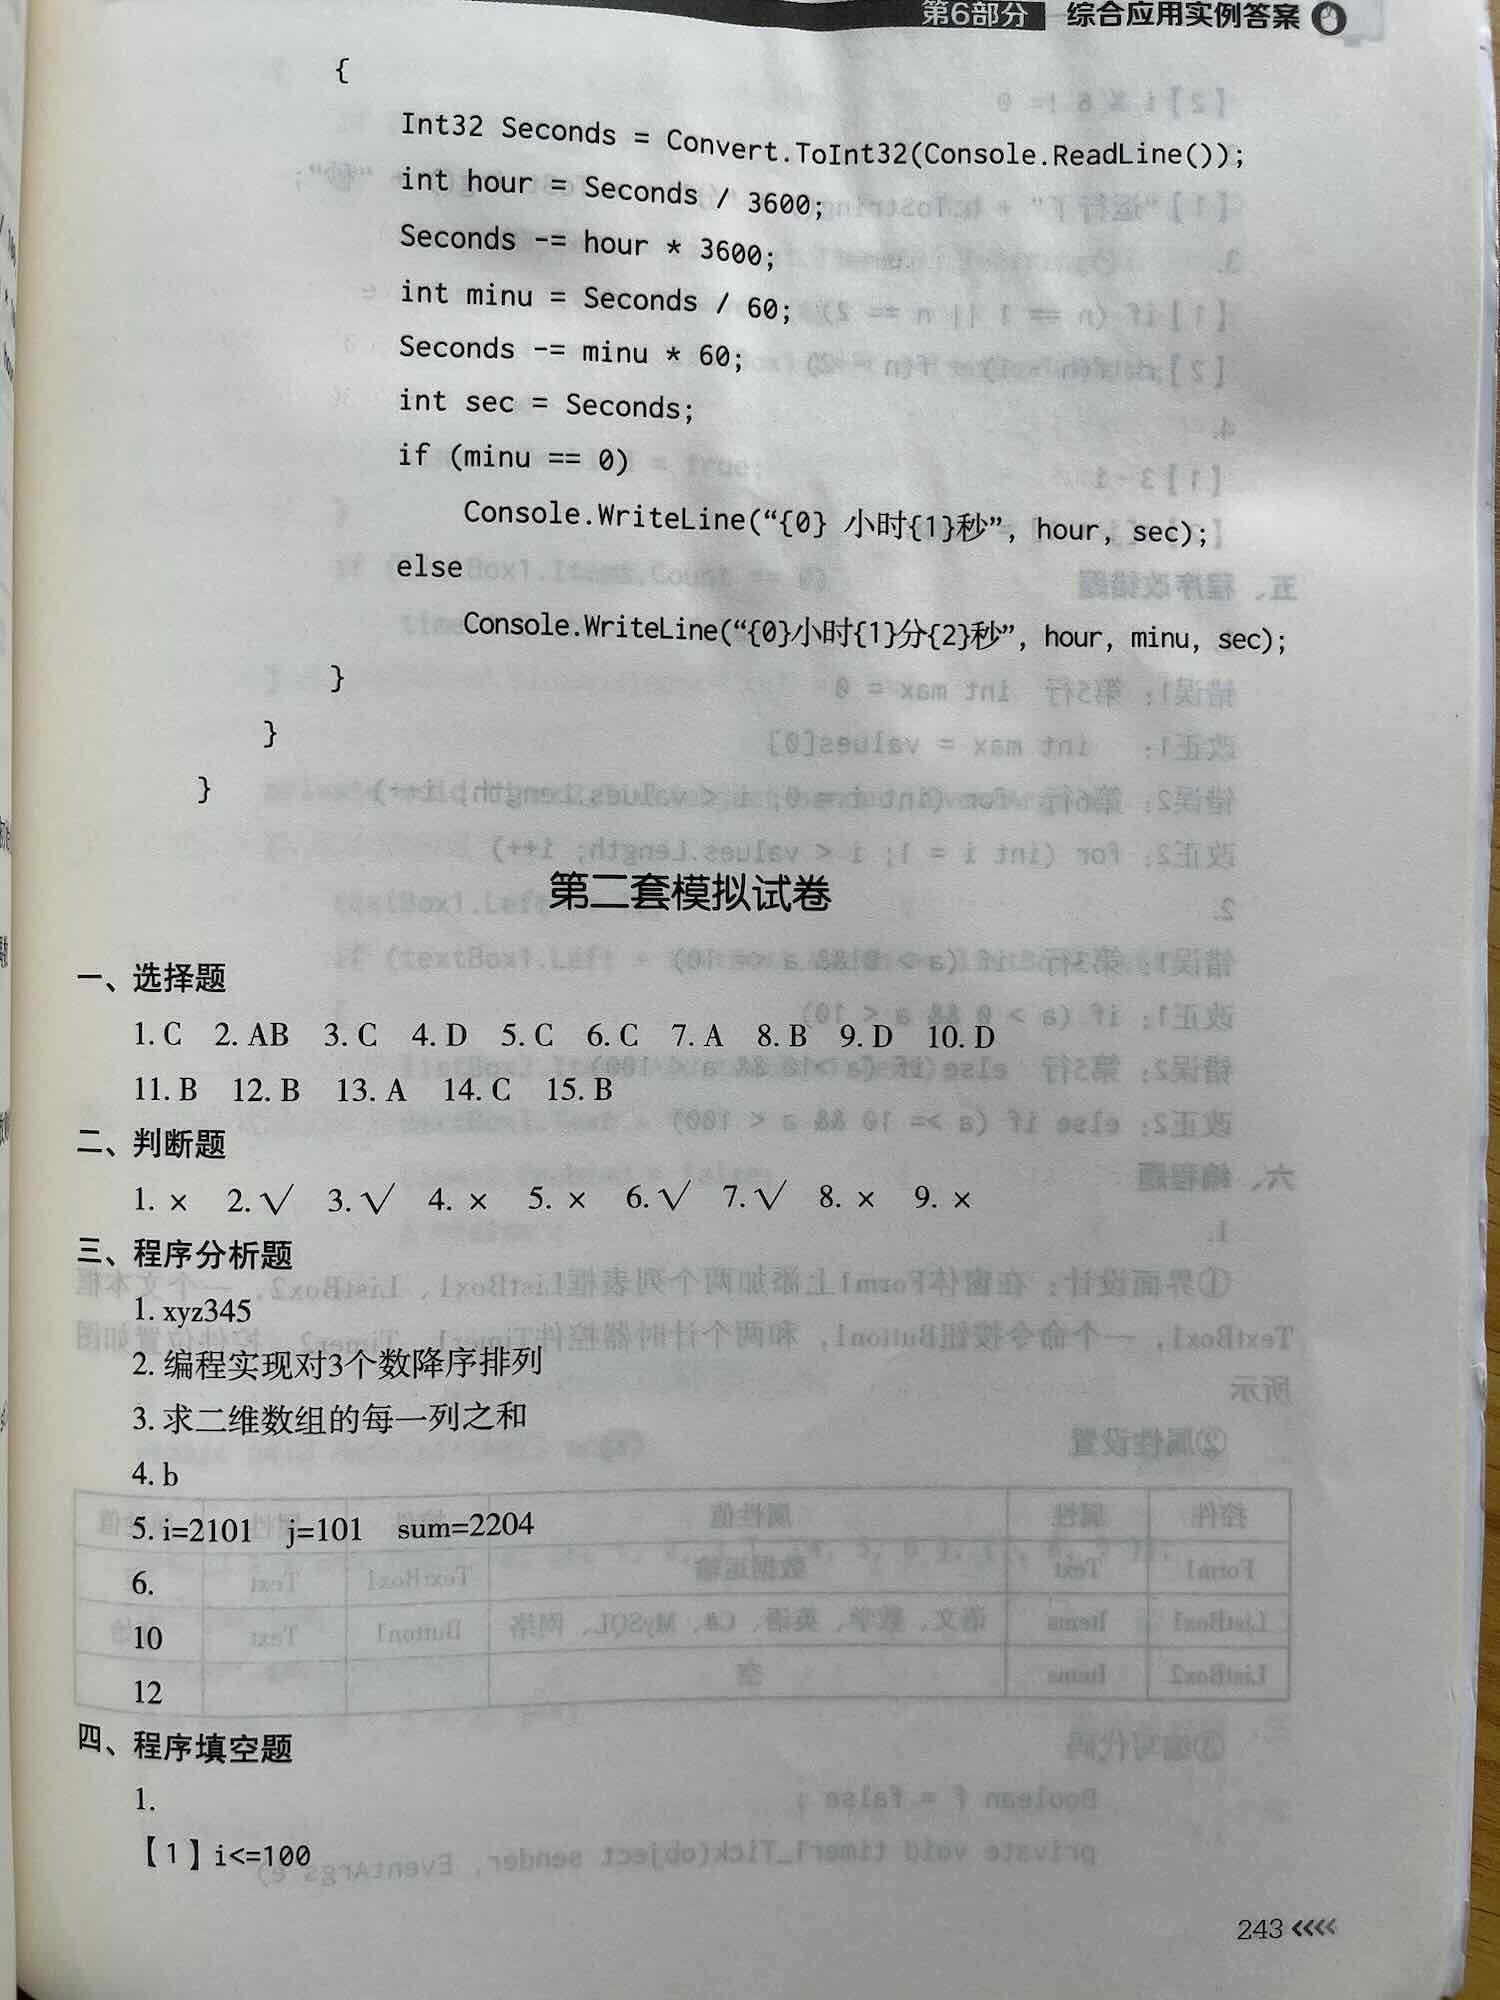 第6部分 综合应用实例答案
{
Int32 Seconds = Convert.ToInt32(Console.ReadLine());
int hour = Seconds / 3600;
Seconds -= hour * 3600;
int minu = Seconds / 60;
Seconds -= minu * 60;
int sec = Seconds;
if (minu == 0)
Console.WriteLine(“{0} 小时{1}秒”, hour, sec);
else
Console.WriteLine(“{0}小时{1}分{2}秒”, hour, minu, sec);
}
}
}
第二套模拟试卷
一、选择题
1. C 2. AB 3. C 4. D 5. C 6. C 7. A 8. B 9. D 10. D
11. B 12. B 13. A 14. C 15. B
二、判断题
1. × 2. √ 3. √ 4. × 5. × 6. √ 7. √ 8. × 9. ×
三、程序分析题
1. xyz345
2. 编程实现对3个数降序排列
3. 求二维数组的每一列之和
4. b
5. i=2101 j=101 sum=2204
6.
10
12
四、程序填空题
1.
【1】i<=100
243